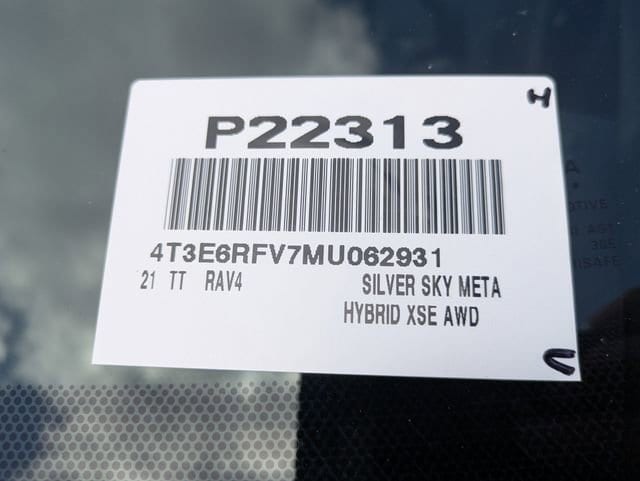 P22313
H
4T3E6RFV7MU062931
21 TT RAV4 SILVER SKY META
HYBRID XSE AWD